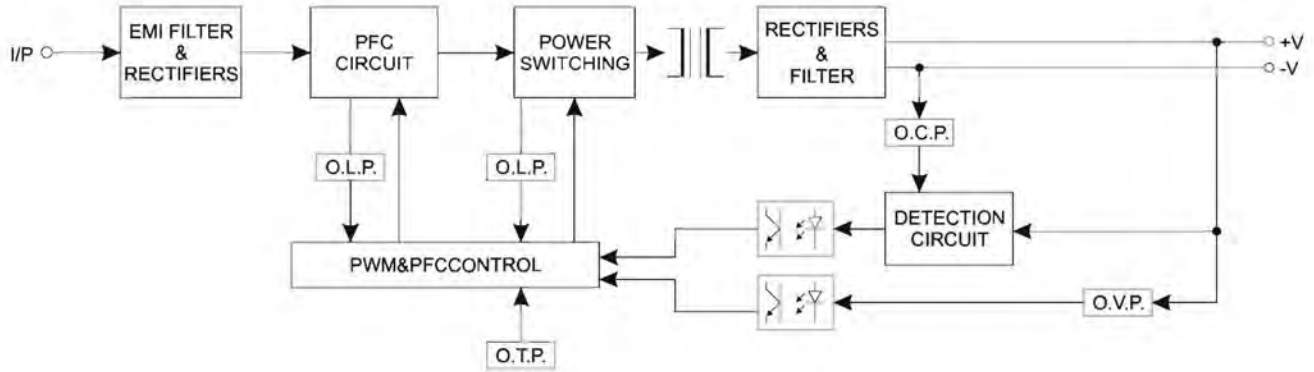 I/P
EMI FILTER
&
RECTIFIERS
PFC
CIRCUIT
POWER
SWITCHING
RECTIFIERS
&
FILTER
+V
-V
O.L.P.
O.L.P.
O.C.P.
DETECTION
CIRCUIT
PWM&PFCCONTROL
O.V.P.
O.T.P.